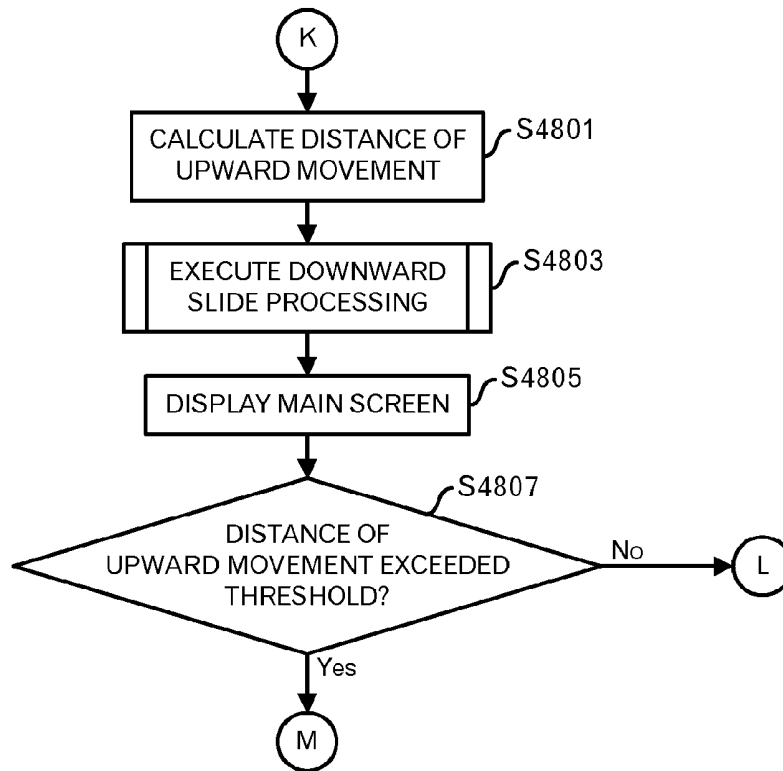 K
CALCULATE DISTANCE OF
UPWARD MOVEMENT
S4801
EXECUTE DOWNWARD
SLIDE PROCESSING
S4803
DISPLAY MAIN SCREEN
S4805
S4807
DISTANCE OF
UPWARD MOVEMENT EXCEEDED
THRESHOLD?
No
L
Yes
M